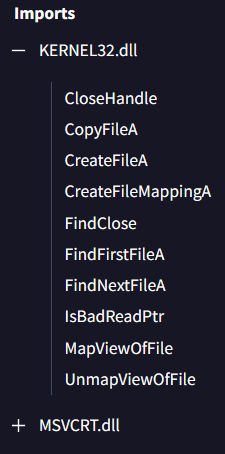 Imports
KERNEL32.dll
CloseHandle
CopyFileA
CreateFileA
CreateFileMappingA
FindClose
FindFirstFileA
FindNextFileA
IsBadReadPtr
MapViewOfFile
UnmapViewOfFile
MSVCRT.dll